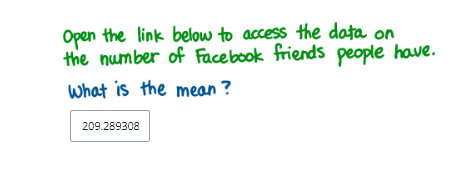 Open the link below to access the data on
the number of Facebook friends people have.
What is the mean?
209.289308